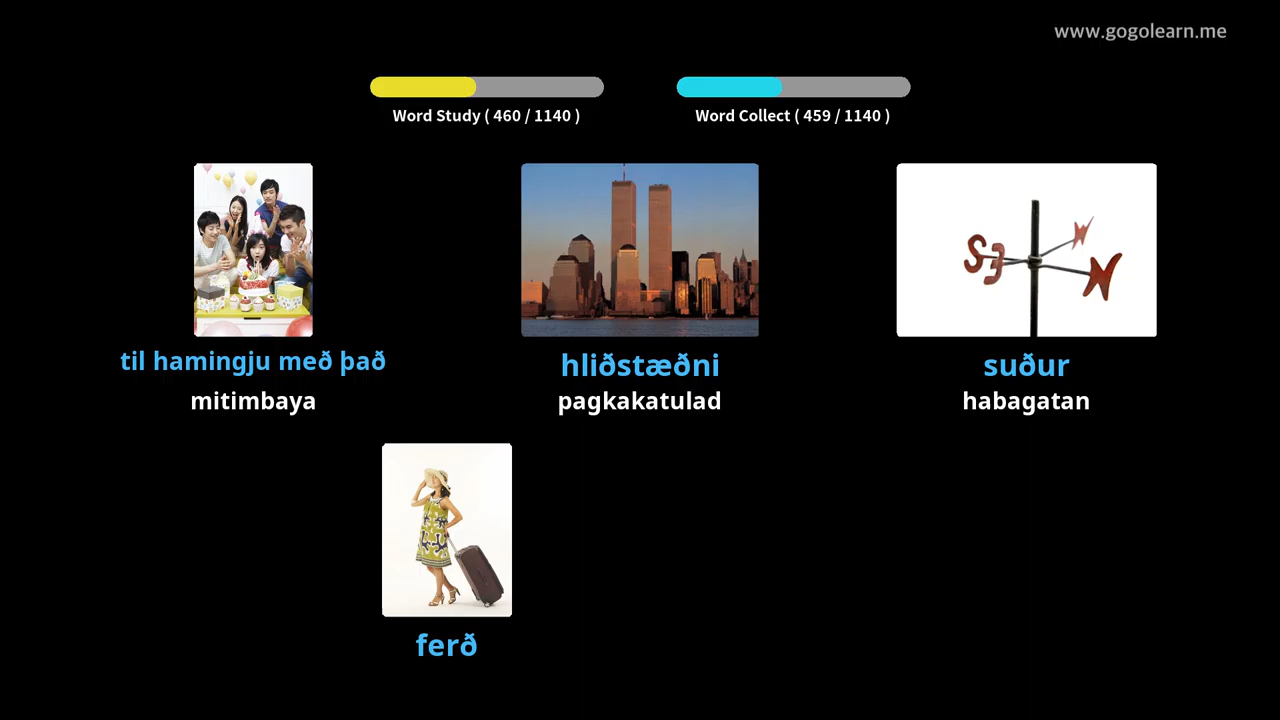 www.gogolearn.me
Word Study ( 460 / 1140 )
Word Collect ( 459 / 1140 )
til hamingju með það
mitimbaya
hliðstæðni
pagkakatulad
suður
habagatan
S
E
W
N
ferð